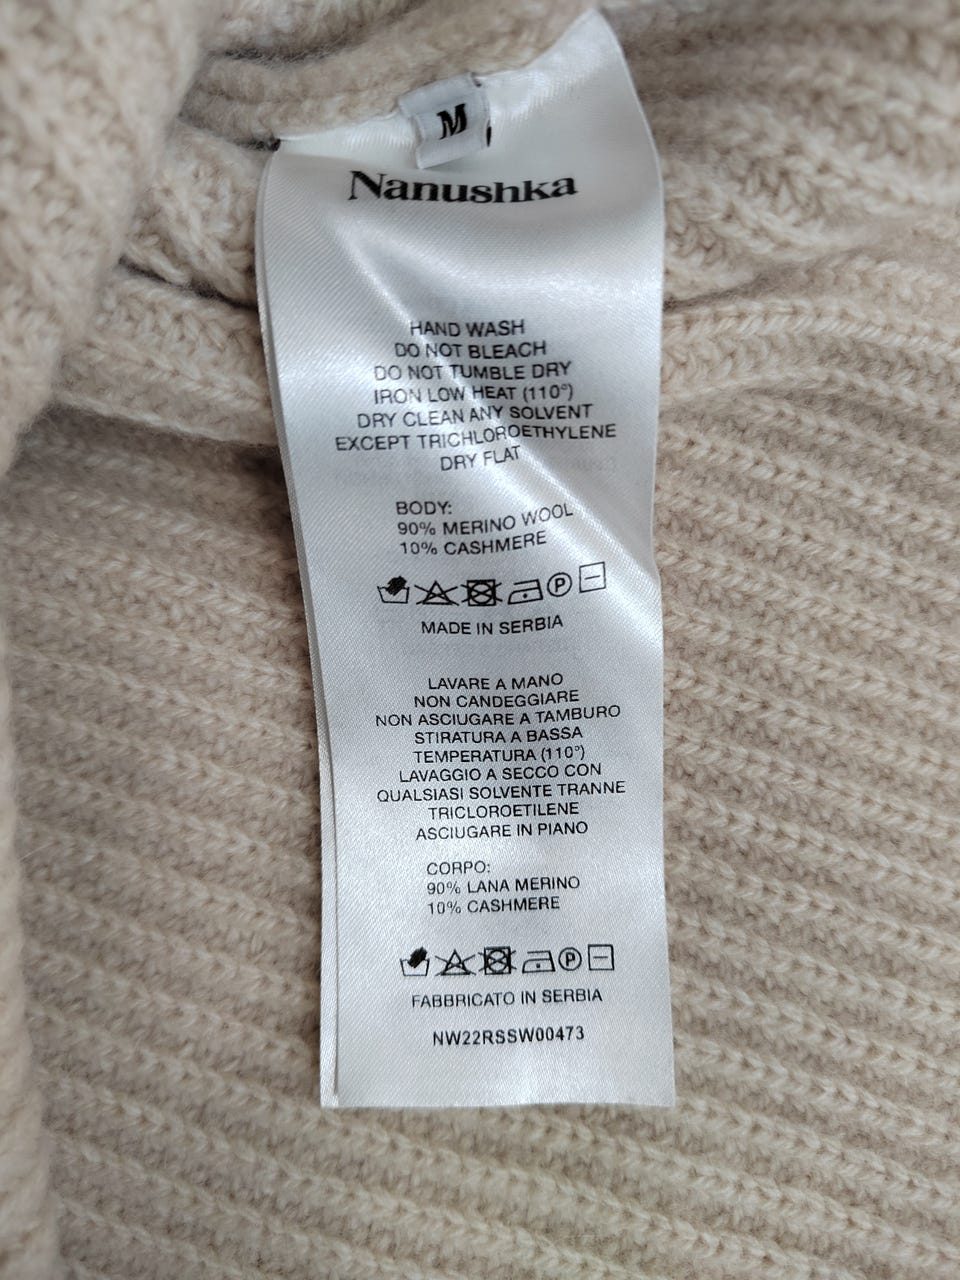 M
Nanushka
HAND WASH
DO NOT BLEACH
DO NOT TUMBLE DRY
IRON LOW HEAT (110°)
DRY CLEAN ANY SOLVENT
EXCEPT TRICHLOROETHYLENE
DRY FLAT
BODY:
90% MERINO WOOL
10% CASHMERE
P
MADE IN SERBIA
LAVARE A MANO
NON CANDEGGIARE
NON ASCIUGARE A TAMBURO
STIRATURA A BASSA
TEMPERATURA (110°)
LAVAGGIO A SECCO CON
QUALSIASI SOLVENTE TRANNE
TRICLOROETILENE
ASCIUGARE IN PIANO
CORPO:
90% LANA MERINO
10% CASHMERE
P
FABBRICATO IN SERBIA
NW22RSSW00473